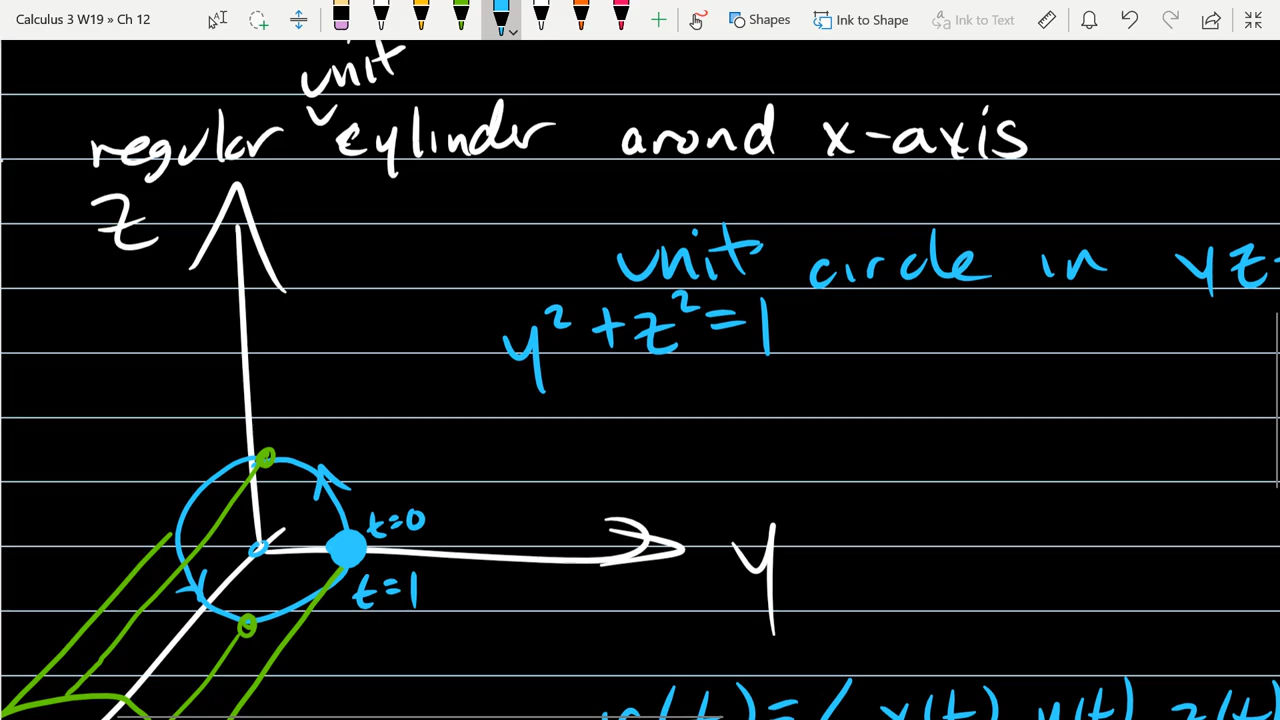 Calculus 3 W19 » Ch 12
Shapes
Ink to Shape
Ink to Text
unit
regular cylinder arond x-axis
Z
unit circle in yz-
y²+z²=1
t=0
Y
t=1
r(t)=(x(t), y(t), z(t)